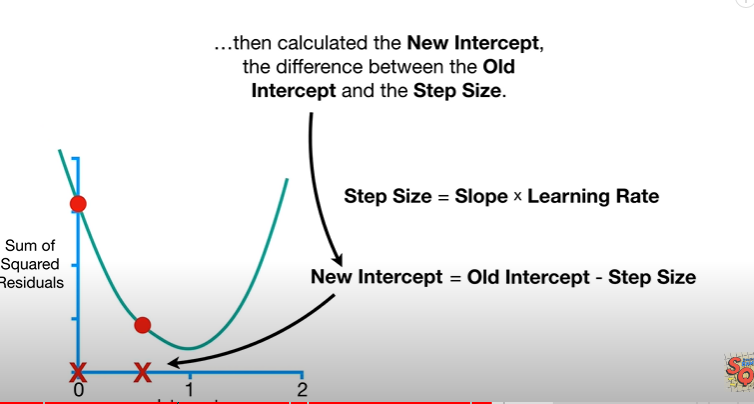 …then calculated the New Intercept,
the difference between the Old
Intercept and the Step Size.
Step Size = Slope x Learning Rate
Sum of
Squared
Residuals
New Intercept = Old Intercept - Step Size
X X
0 1 2
SQ